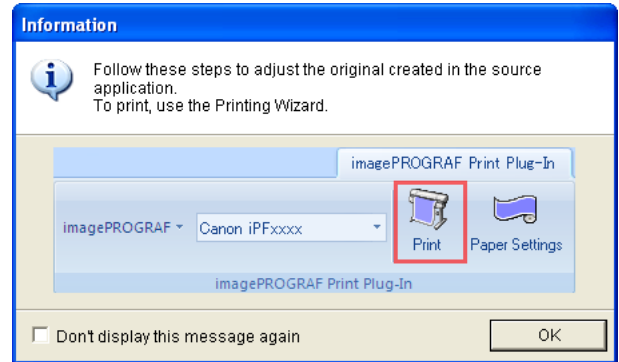 Information
Follow these steps to adjust the original created in the source
application.
To print, use the Printing Wizard.
imagePROGRAF Print Plug-In
imagePROGRAF
Canon iPFxxxx
Print
Paper Settings
imagePROGRAF Print Plug-In
Don't display this message again
OK